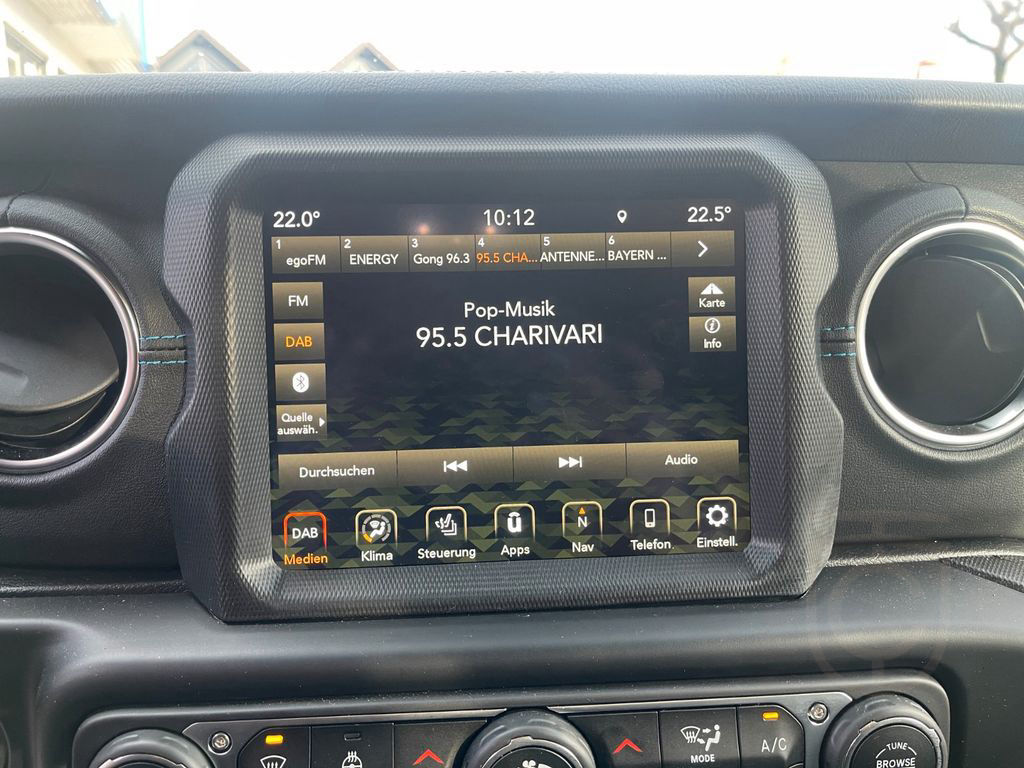 22.0° 10:12 22.5°
1 egoFM 2 ENERGY 3 Gong 96.3 4 95.5 CHA... 5 ANTENNE... 6 BAYERN ...
FM
Karte
Pop-Musik
95.5 CHARIVARI
DAB
Info
Quelle
auswäh.
Durchsuchen Audio
DAB N
Medien Klima Steuerung Apps Nav Telefon Einstell.
MODE
A/C
TUNE
BROWSE